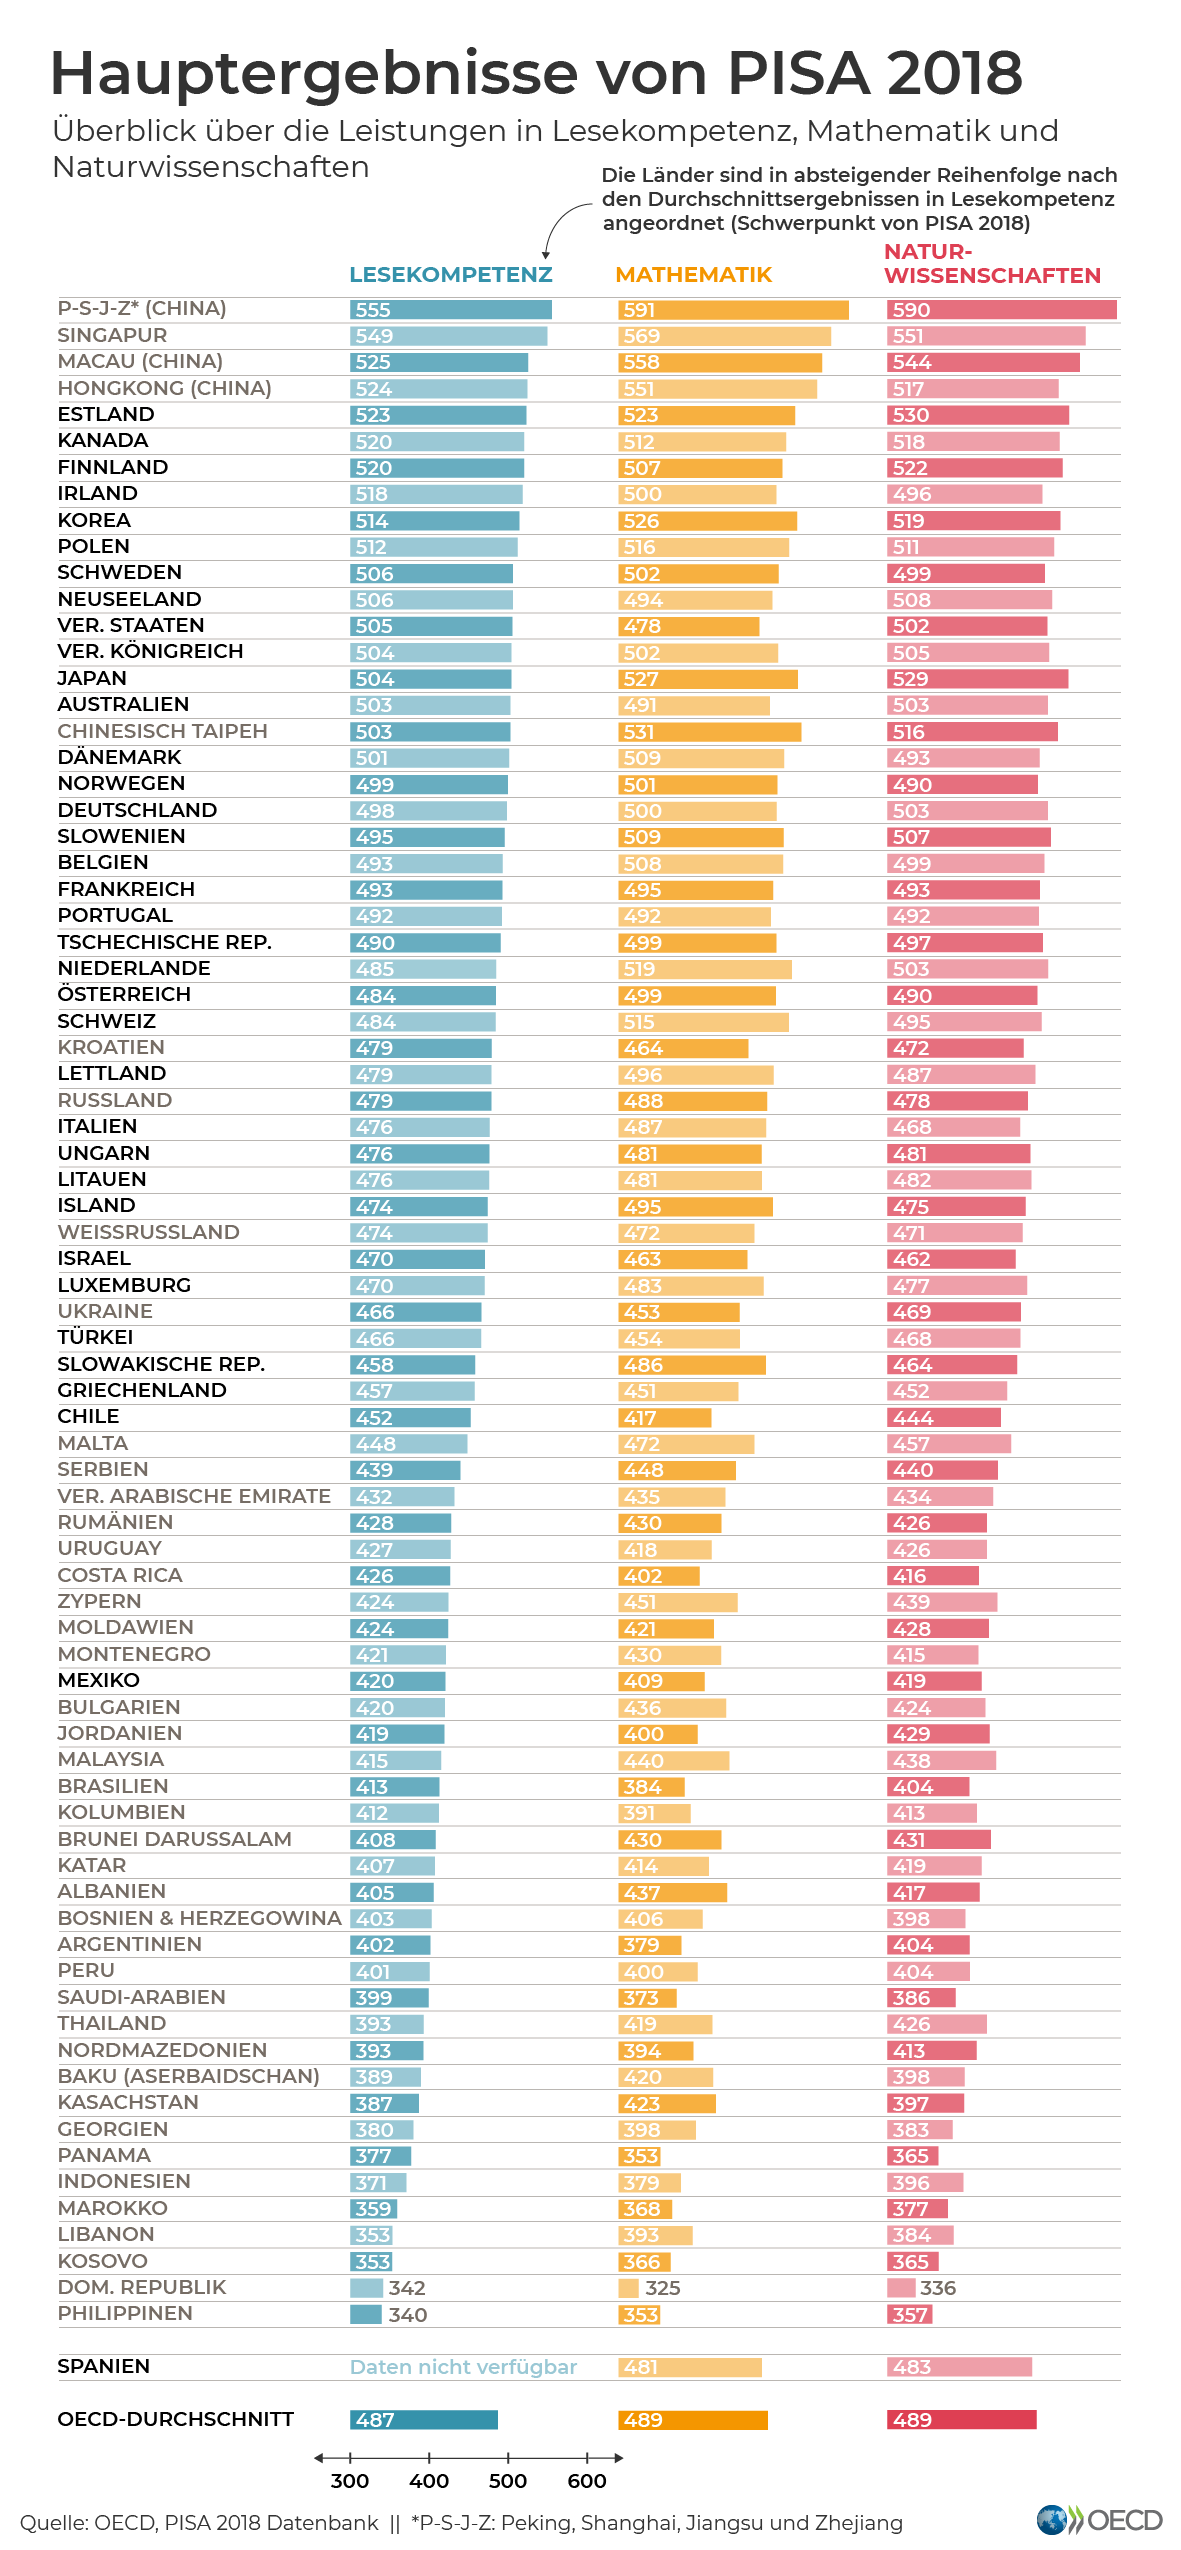 Hauptergebnisse von PISA 2018
Überblick über die Leistungen in Lesekompetenz, Mathematik und
Naturwissenschaften
Die Länder sind in absteigender Reihenfolge nach
den Durchschnittsergebnissen in Lesekompetenz
angeordnet (Schwerpunkt von PISA 2018)
LESEKOMPETENZ MATHEMATIK NATUR-
WISSENSCHAFTEN
P-S-J-Z* (CHINA) 555 591 590
SINGAPUR 549 569 551
MACAU (CHINA) 525 558 544
HONGKONG (CHINA) 524 551 517
ESTLAND 523 523 530
KANADA 520 512 518
FINNLAND 520 507 522
IRLAND 518 500 496
KOREA 514 526 519
POLEN 512 516 511
SCHWEDEN 506 502 499
NEUSEELAND 506 494 508
VER. STAATEN 505 478 502
VER. KÖNIGREICH 504 502 505
JAPAN 504 527 529
AUSTRALIEN 503 491 503
CHINESISCH TAIPEH 503 531 516
DÄNEMARK 501 509 493
NORWEGEN 499 501 490
DEUTSCHLAND 498 500 503
SLOWENIEN 495 509 507
BELGIEN 493 508 499
FRANKREICH 493 495 493
PORTUGAL 492 492 492
TSCHECHISCHE REP. 490 499 497
NIEDERLANDE 485 519 503
ÖSTERREICH 484 499 490
SCHWEIZ 484 515 495
KROATIEN 479 464 472
LETTLAND 479 496 487
RUSSLAND 479 488 478
ITALIEN 476 487 468
UNGARN 476 481 481
LITAUEN 476 481 482
ISLAND 474 495 475
WEISSRUSSLAND 474 472 471
ISRAEL 470 463 462
LUXEMBURG 470 483 477
UKRAINE 466 453 469
TÜRKEI 466 454 468
SLOWAKISCHE REP. 458 486 464
GRIECHENLAND 457 451 452
CHILE 452 417 444
MALTA 448 472 457
SERBIEN 439 448 440
VER. ARABISCHE EMIRATE 432 435 434
RUMÄNIEN 428 430 426
URUGUAY 427 418 426
COSTA RICA 426 402 416
ZYPERN 424 451 439
MOLDAWIEN 424 421 428
MONTENEGRO 421 430 415
MEXIKO 420 409 419
BULGARIEN 420 436 424
JORDANIEN 419 400 429
MALAYSIA 415 440 438
BRASILIEN 413 384 404
KOLUMBIEN 412 391 413
BRUNEI DARUSSALAM 408 430 431
KATAR 407 414 419
ALBANIEN 405 437 417
BOSNIEN & HERZEGOWINA 403 406 398
ARGENTINIEN 402 379 404
PERU 401 400 404
SAUDI-ARABIEN 399 373 386
THAILAND 393 419 426
NORDMAZEDONIEN 393 394 413
BAKU (ASERBAIDSCHAN) 389 420 398
KASACHSTAN 387 423 397
GEORGIEN 380 398 383
PANAMA 377 353 365
INDONESIEN 371 379 396
MAROKKO 359 368 377
LIBANON 353 393 384
KOSOVO 353 366 365
DOM. REPUBLIK 342 325 336
PHILIPPINEN 340 353 357
SPANIEN Daten nicht verfügbar 481 483
OECD-DURCHSCHNITT 487 489 489
300 400 500 600
Quelle: OECD, PISA 2018 Datenbank || *P-S-J-Z: Peking, Shanghai, Jiangsu und Zhejiang
OECD